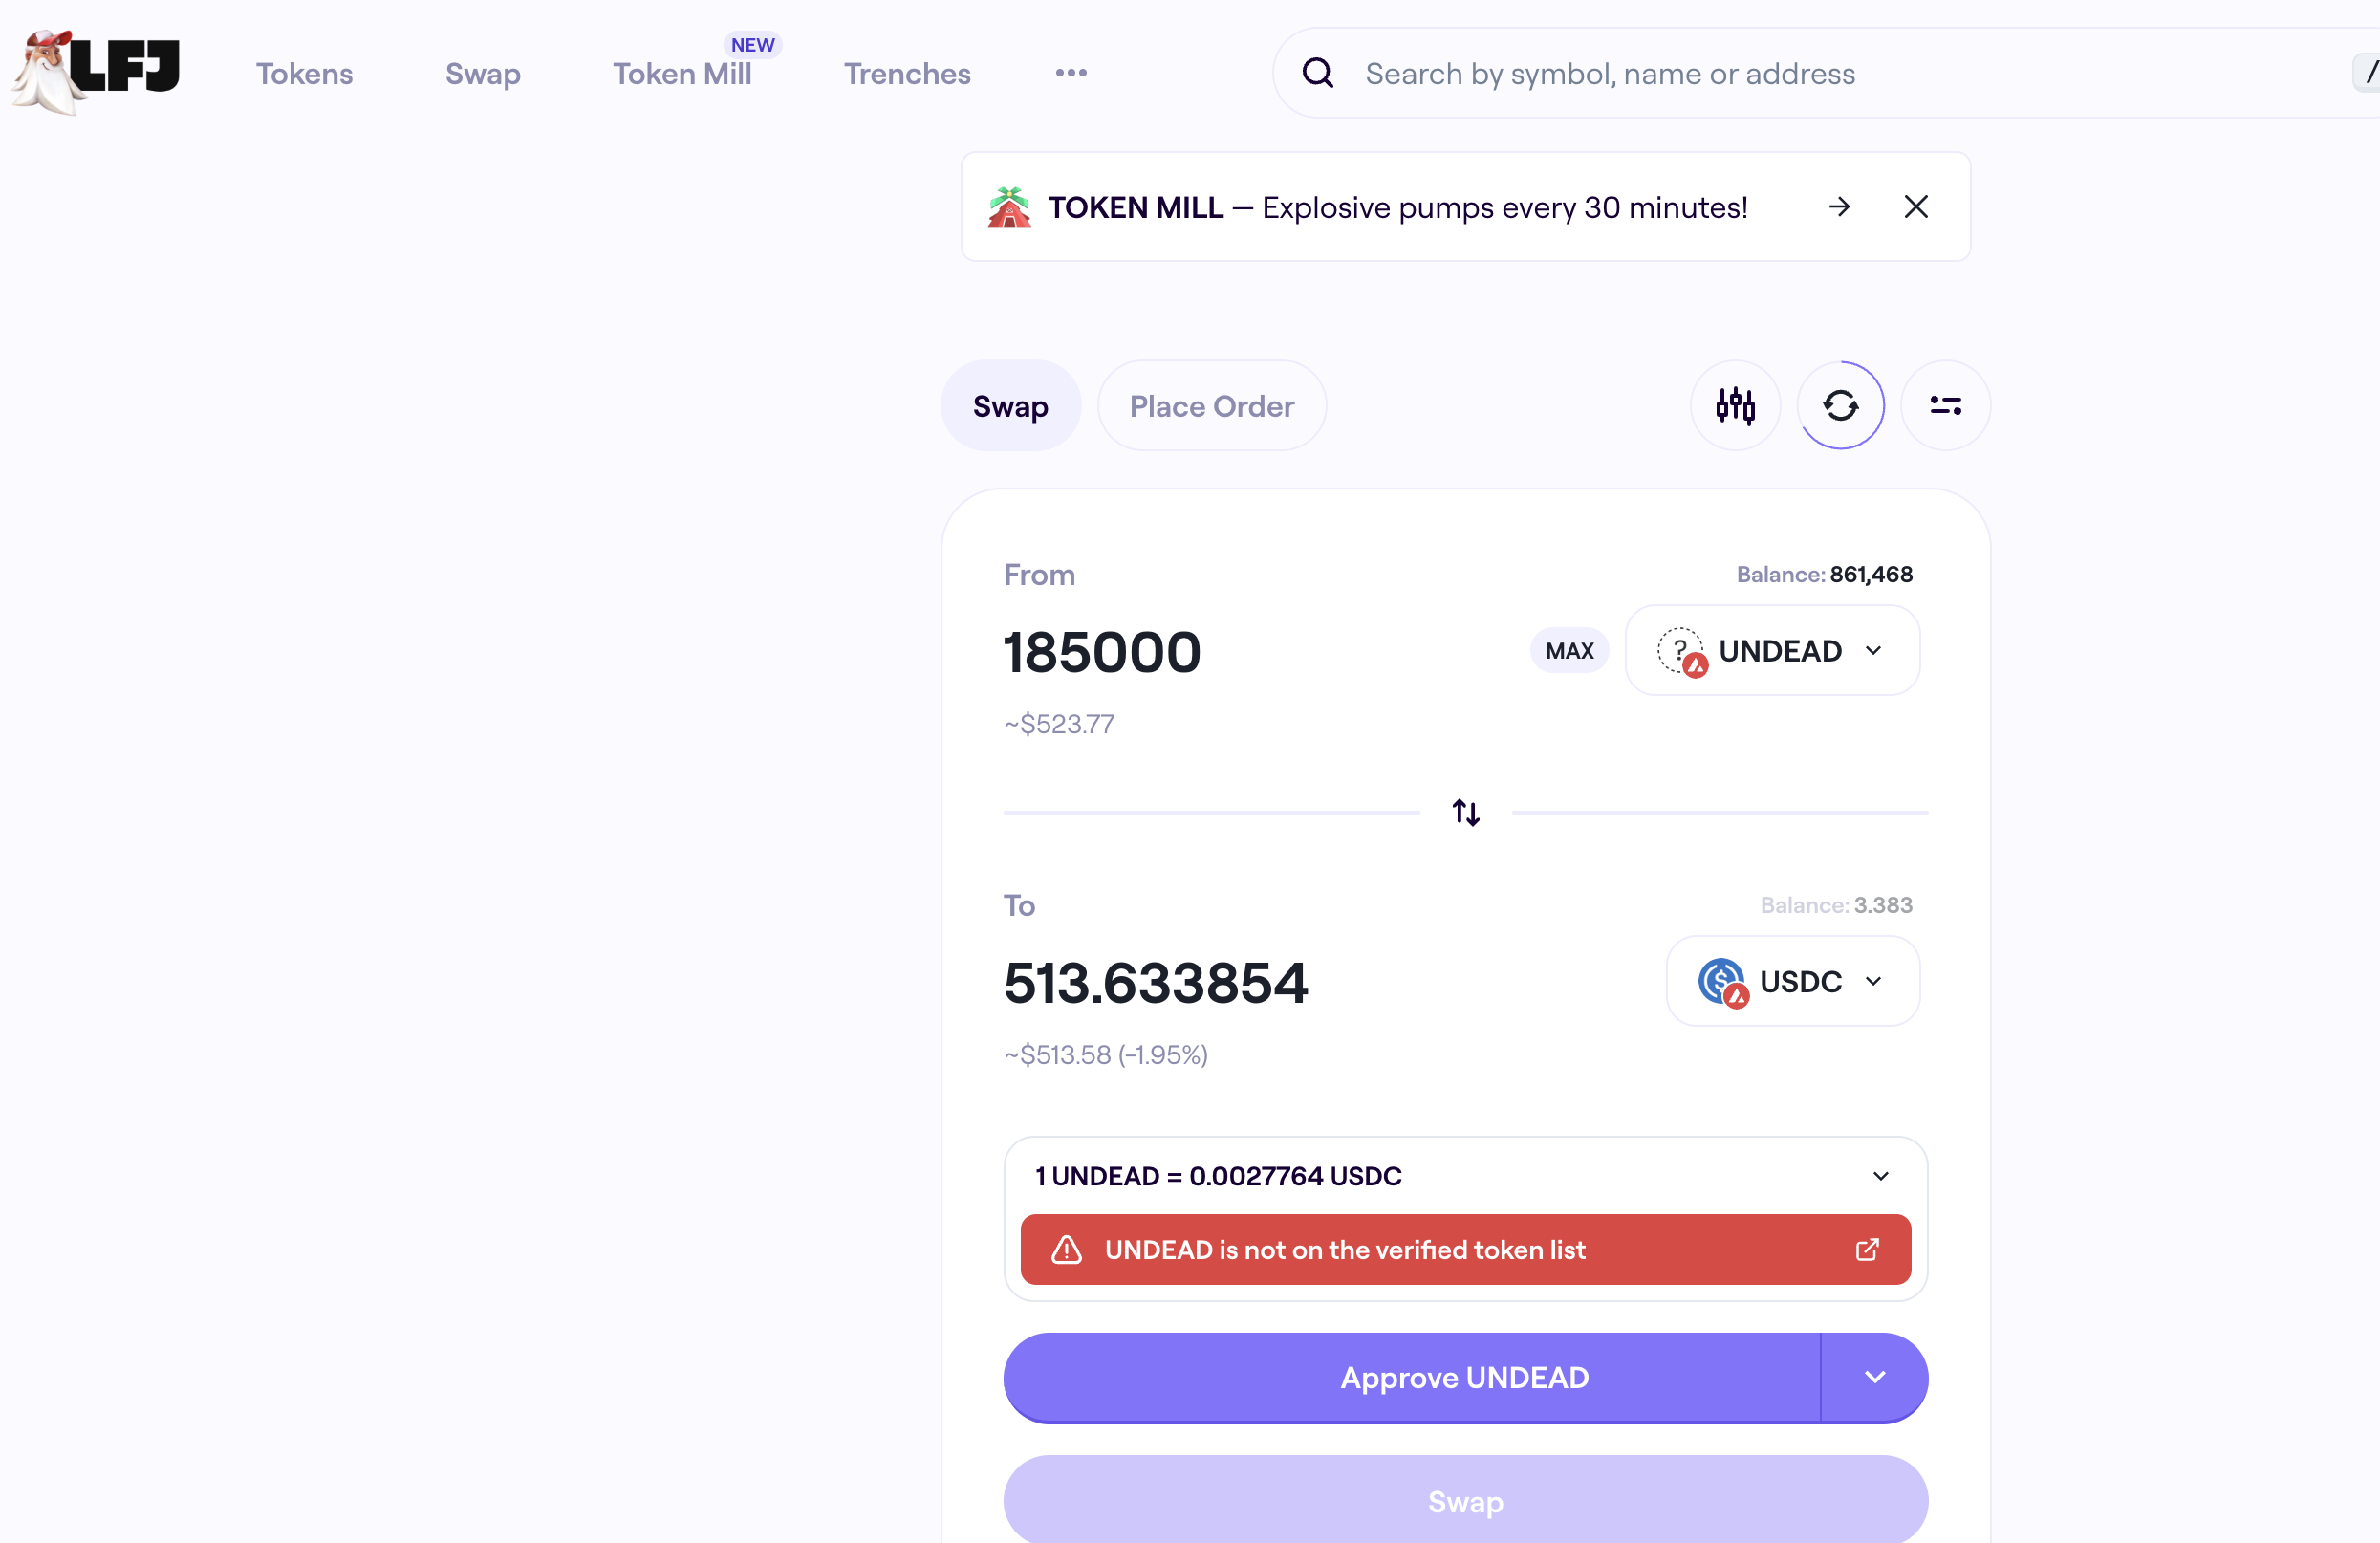 LFJ
Tokens
Swap
Token Mill
NEW
Trenches
Search by symbol, name or address
/
TOKEN MILL — Explosive pumps every 30 minutes!
Swap
Place Order
From
Balance: 861,468
185000
MAX
? UNDEAD
~$523.77
To
Balance: 3.383
513.633854
USDC
~$513.58 (-1.95%)
1 UNDEAD = 0.0027764 USDC
UNDEAD is not on the verified token list
Approve UNDEAD
Swap